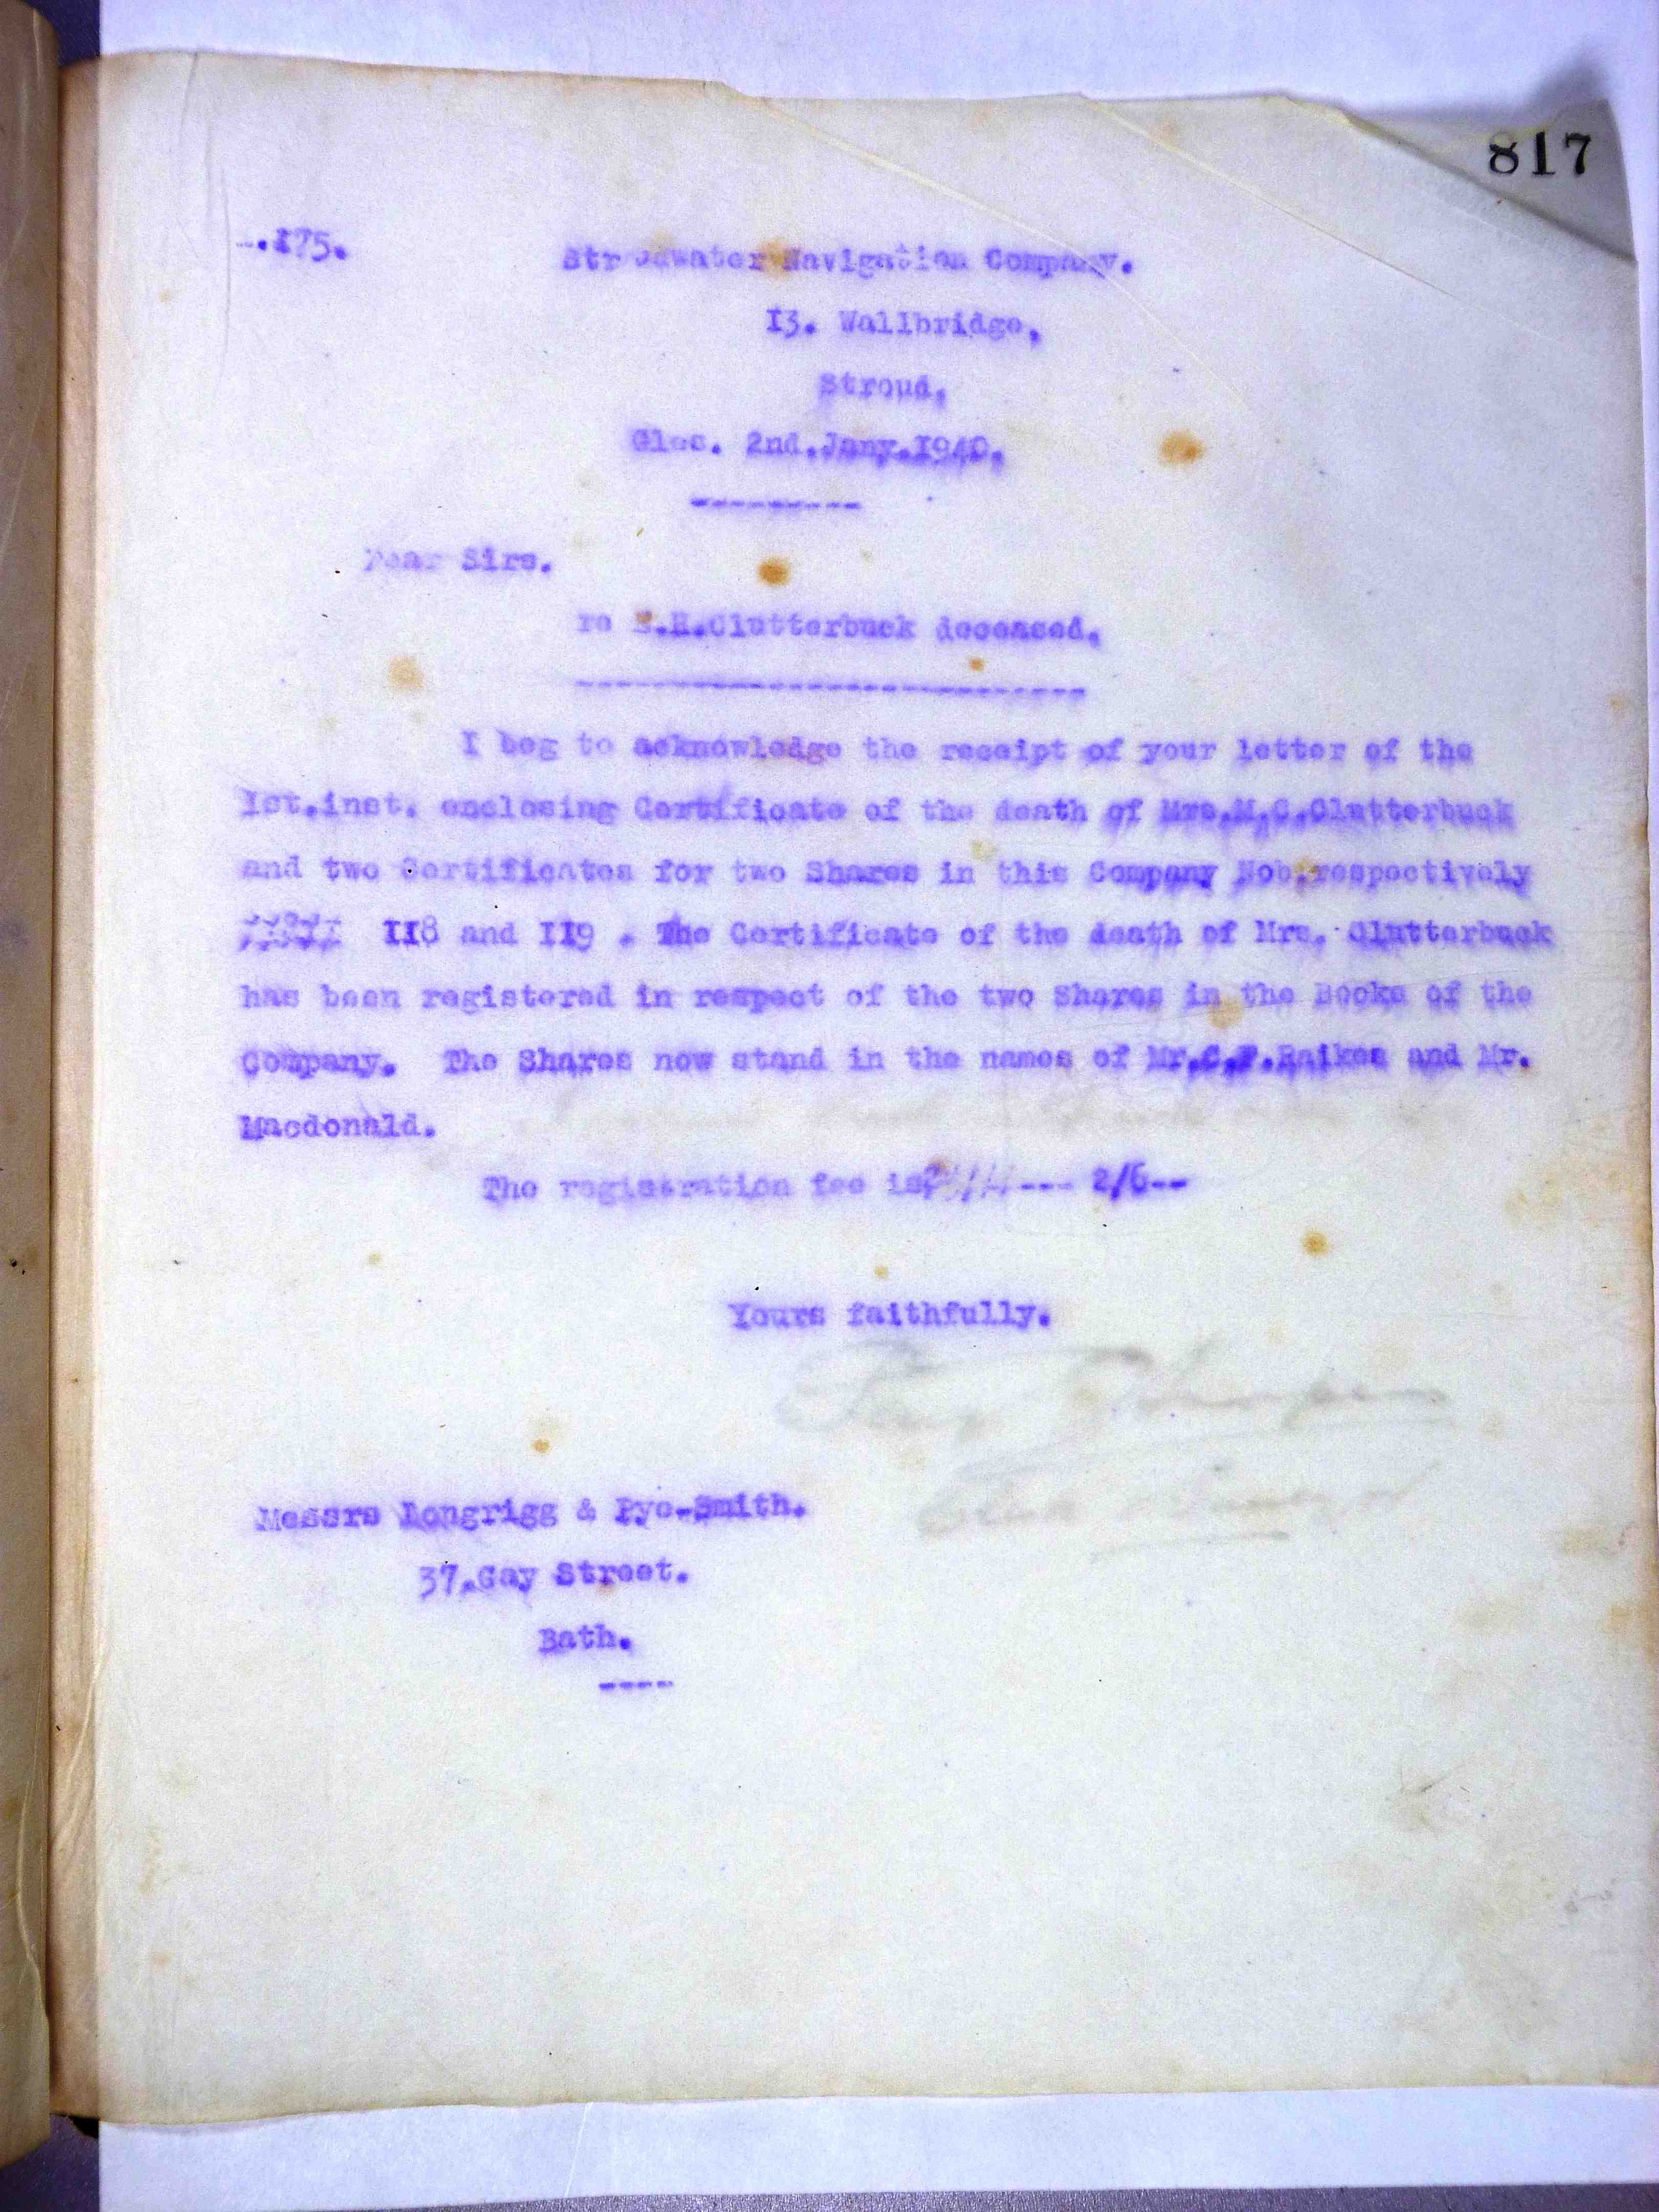 817
.175.
Stroudwater Navigation Company.
13. Wallbridge,
Stroud.
Glos. 2nd.Jany.1940.
----------
Dear Sirs.
re E.H.Clutterbuck deceased.
------------------------------
I beg to acknowledge the receipt of your letter of the
1st.inst. enclosing Certificate of the death of Mrs.M.C.Clutterbuck
and two Certificates for two Shares in this Company Nos.respectively
118 and 119 . The Certificate of the death of Mrs. Clutterbuck
has been registered in respect of the two Shares in the Books of the
Company. The Shares now stand in the names of Mr.C.F.Raikes and Mr.
Macdonald.
The registration fee is --- 2/6--
Yours faithfully.
Messrs Longrigg & Pye-Smith.
37.Gay Street.
Bath.
----